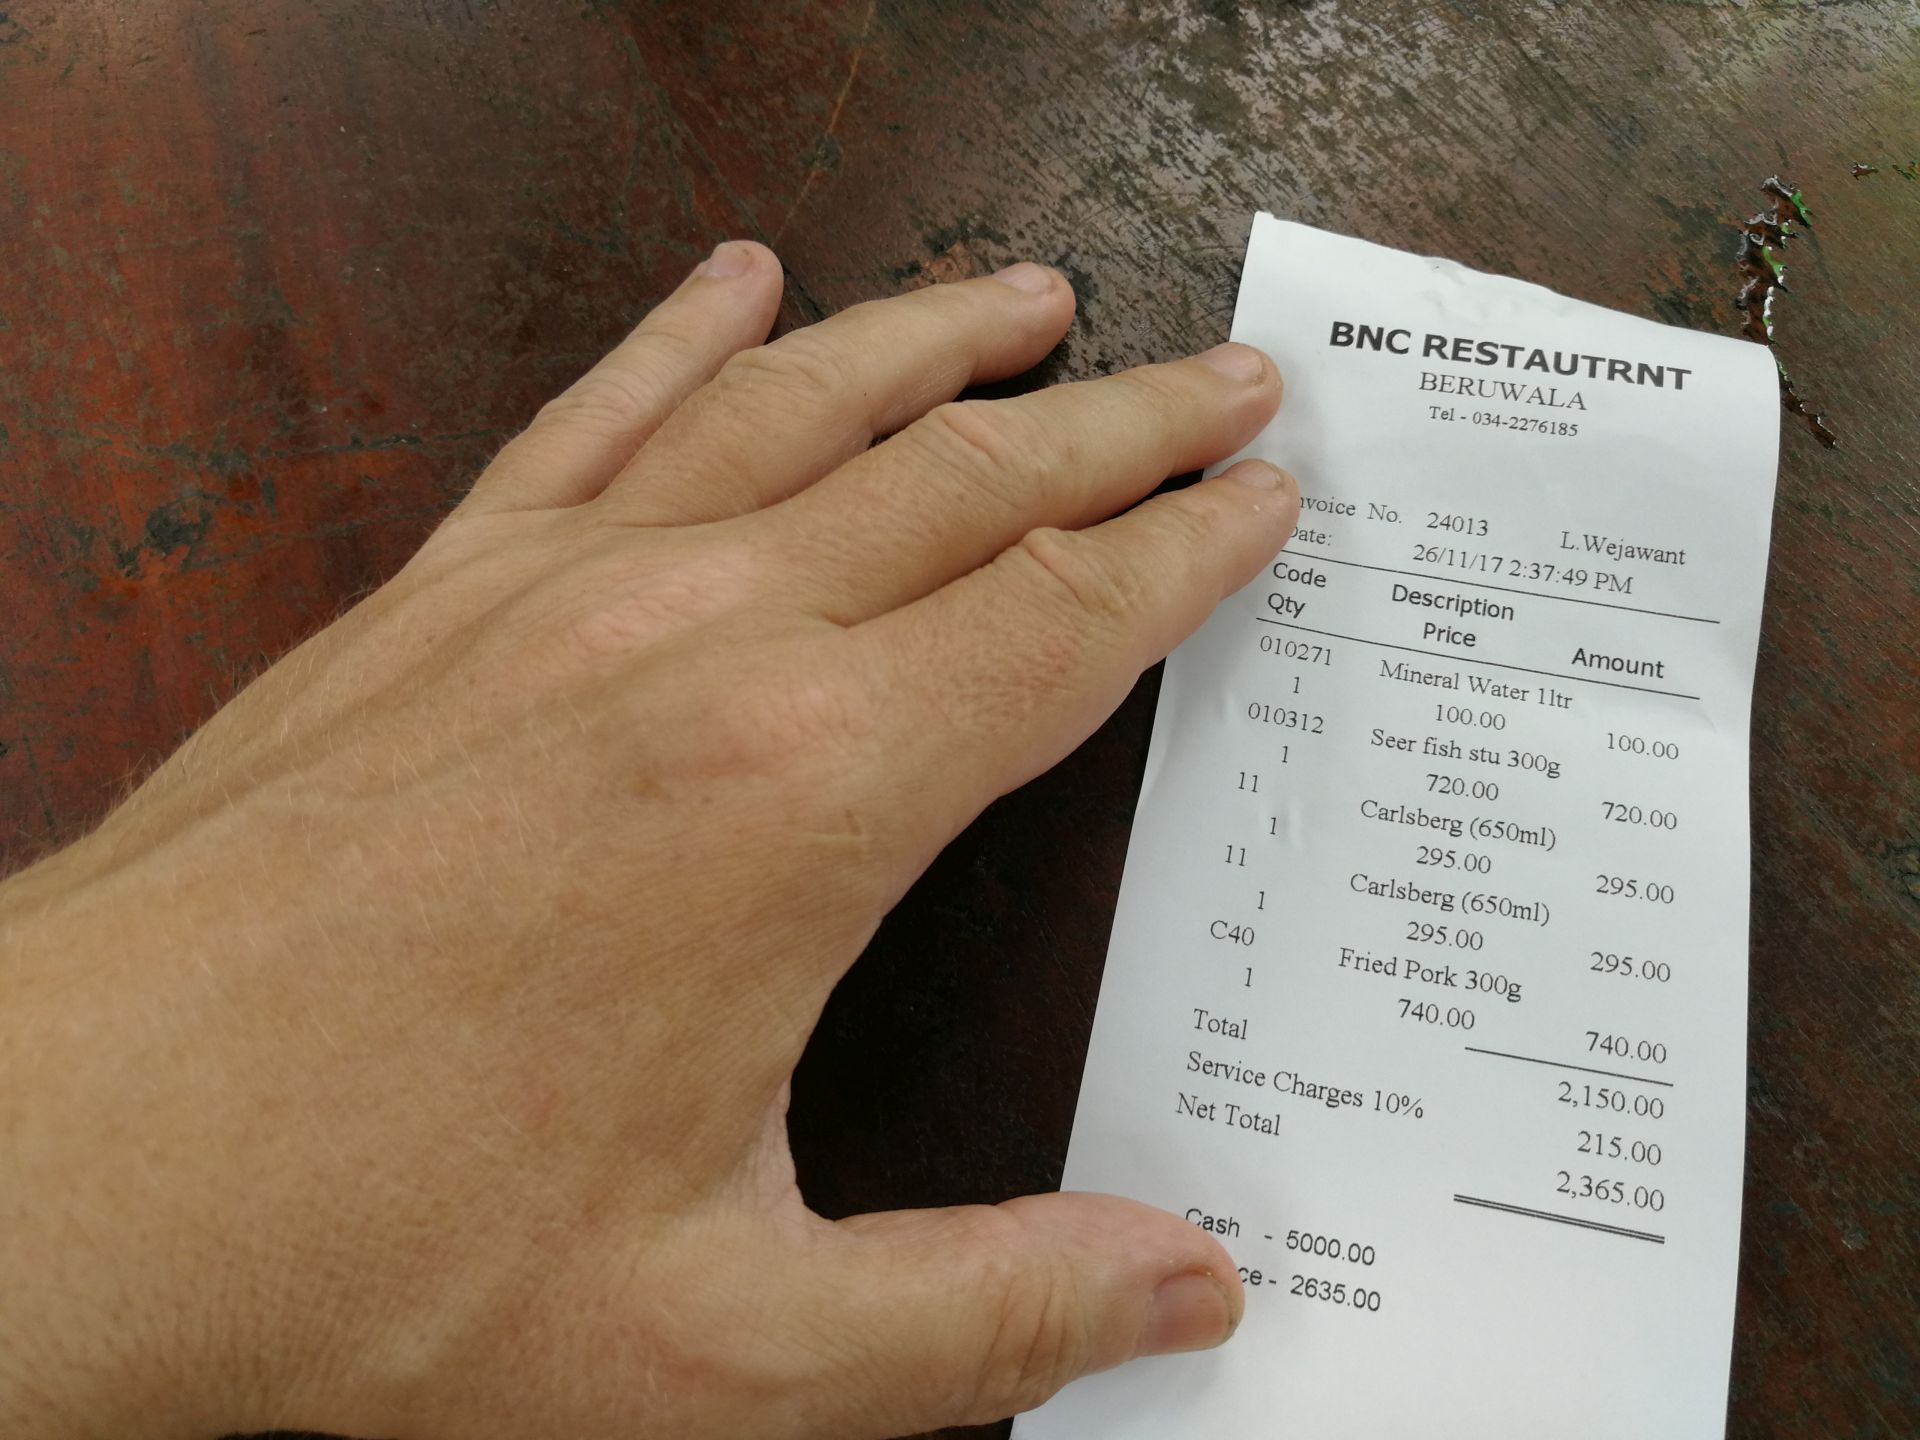 BNC RESTAUTRNT
BERUWALA
Tel - 034-2276185
nvoice No. 24013 L.Wejawant
Date: 26/11/17 2:37:49 PM
Code Description
Qty Price Amount
010271 Mineral Water 1ltr
1 100.00 100.00
010312 Seer fish stu 300g
1 720.00 720.00
11 Carlsberg (650ml)
1 295.00 295.00
11 Carlsberg (650ml)
1 295.00 295.00
C40 Fried Pork 300g
1 740.00 740.00
Total 2,150.00
Service Charges 10% 215.00
Net Total 2,365.00
Cash - 5000.00
ce - 2635.00